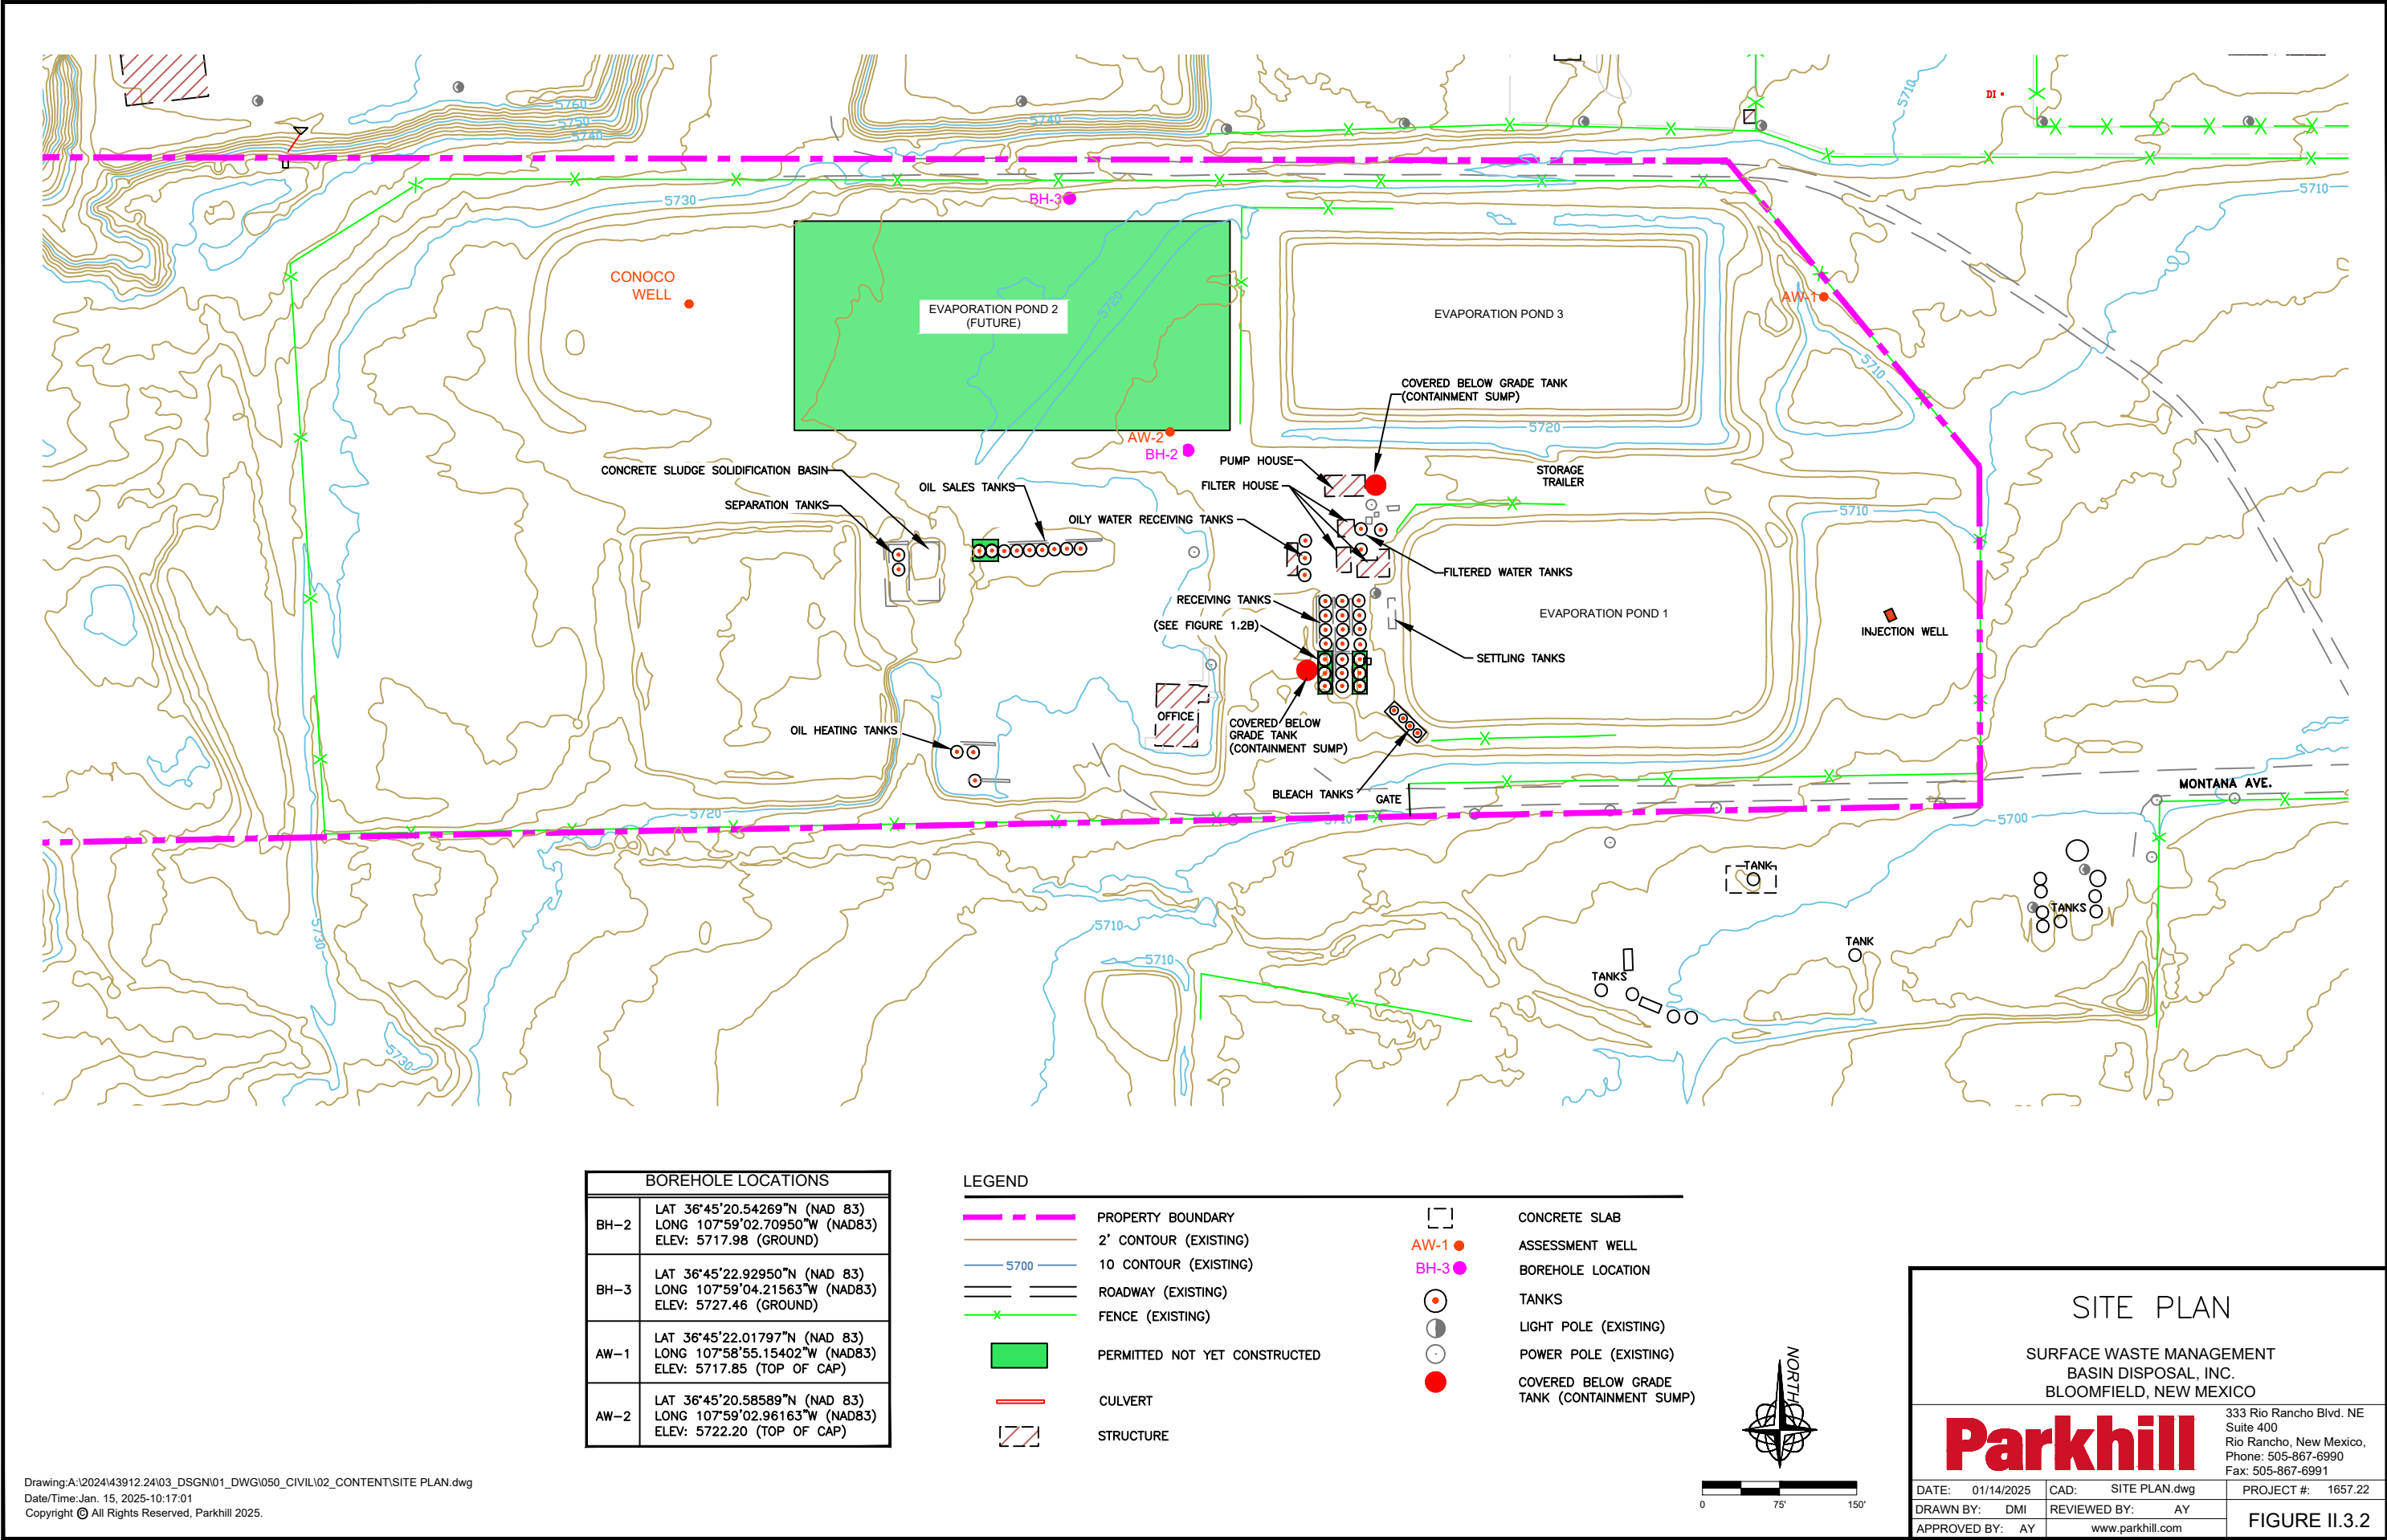 5760
5750
5740
5740
5710
DI
5730
5710
BH-3
CONOCO
WELL
EVAPORATION POND 2
(FUTURE)
5720
EVAPORATION POND 3
AW-1
5710
COVERED BELOW GRADE TANK
(CONTAINMENT SUMP)
5720
AW-2
BH-2
CONCRETE SLUDGE SOLIDIFICATION BASIN
PUMP HOUSE
STORAGE
TRAILER
OIL SALES TANKS
FILTER HOUSE
SEPARATION TANKS
OILY WATER RECEIVING TANKS
5710
FILTERED WATER TANKS
RECEIVING TANKS
(SEE FIGURE 1.2B)
EVAPORATION POND 1
INJECTION WELL
SETTLING TANKS
OFFICE
COVERED BELOW
GRADE TANK
(CONTAINMENT SUMP)
OIL HEATING TANKS
BLEACH TANKS
GATE
MONTANA AVE.
5720
5710
5700
TANK
TANKS
5730
5710
TANK
5710
TANKS
5730
BOREHOLE LOCATIONS
BH-2
LAT 36°45'20.54269"N (NAD 83)
LONG 107°59'02.70950"W (NAD83)
ELEV: 5717.98 (GROUND)
BH-3
LAT 36°45'22.92950"N (NAD 83)
LONG 107°59'04.21563"W (NAD83)
ELEV: 5727.46 (GROUND)
AW-1
LAT 36°45'22.01797"N (NAD 83)
LONG 107°58'55.15402"W (NAD83)
ELEV: 5717.85 (TOP OF CAP)
AW-2
LAT 36°45'20.58589"N (NAD 83)
LONG 107°59'02.96163"W (NAD83)
ELEV: 5722.20 (TOP OF CAP)
LEGEND
PROPERTY BOUNDARY
2' CONTOUR (EXISTING)
5700
10 CONTOUR (EXISTING)
ROADWAY (EXISTING)
FENCE (EXISTING)
PERMITTED NOT YET CONSTRUCTED
CULVERT
STRUCTURE
CONCRETE SLAB
AW-1
ASSESSMENT WELL
BH-3
BOREHOLE LOCATION
TANKS
LIGHT POLE (EXISTING)
POWER POLE (EXISTING)
COVERED BELOW GRADE
TANK (CONTAINMENT SUMP)
NORTH
0 75' 150'
SITE PLAN
SURFACE WASTE MANAGEMENT
BASIN DISPOSAL, INC.
BLOOMFIELD, NEW MEXICO
Parkhill
333 Rio Rancho Blvd. NE
Suite 400
Rio Rancho, New Mexico,
Phone: 505-867-6990
Fax: 505-867-6991
DATE: 01/14/2025
CAD: SITE PLAN.dwg
PROJECT #: 1657.22
DRAWN BY: DMI
REVIEWED BY: AY
APPROVED BY: AY
www.parkhill.com
FIGURE II.3.2
Drawing:A:\2024\43912.24\03_DSGN\01_DWG\050_CIVIL\02_CONTENT\SITE PLAN.dwg
Date/Time:Jan. 15, 2025-10:17:01
Copyright © All Rights Reserved, Parkhill 2025.